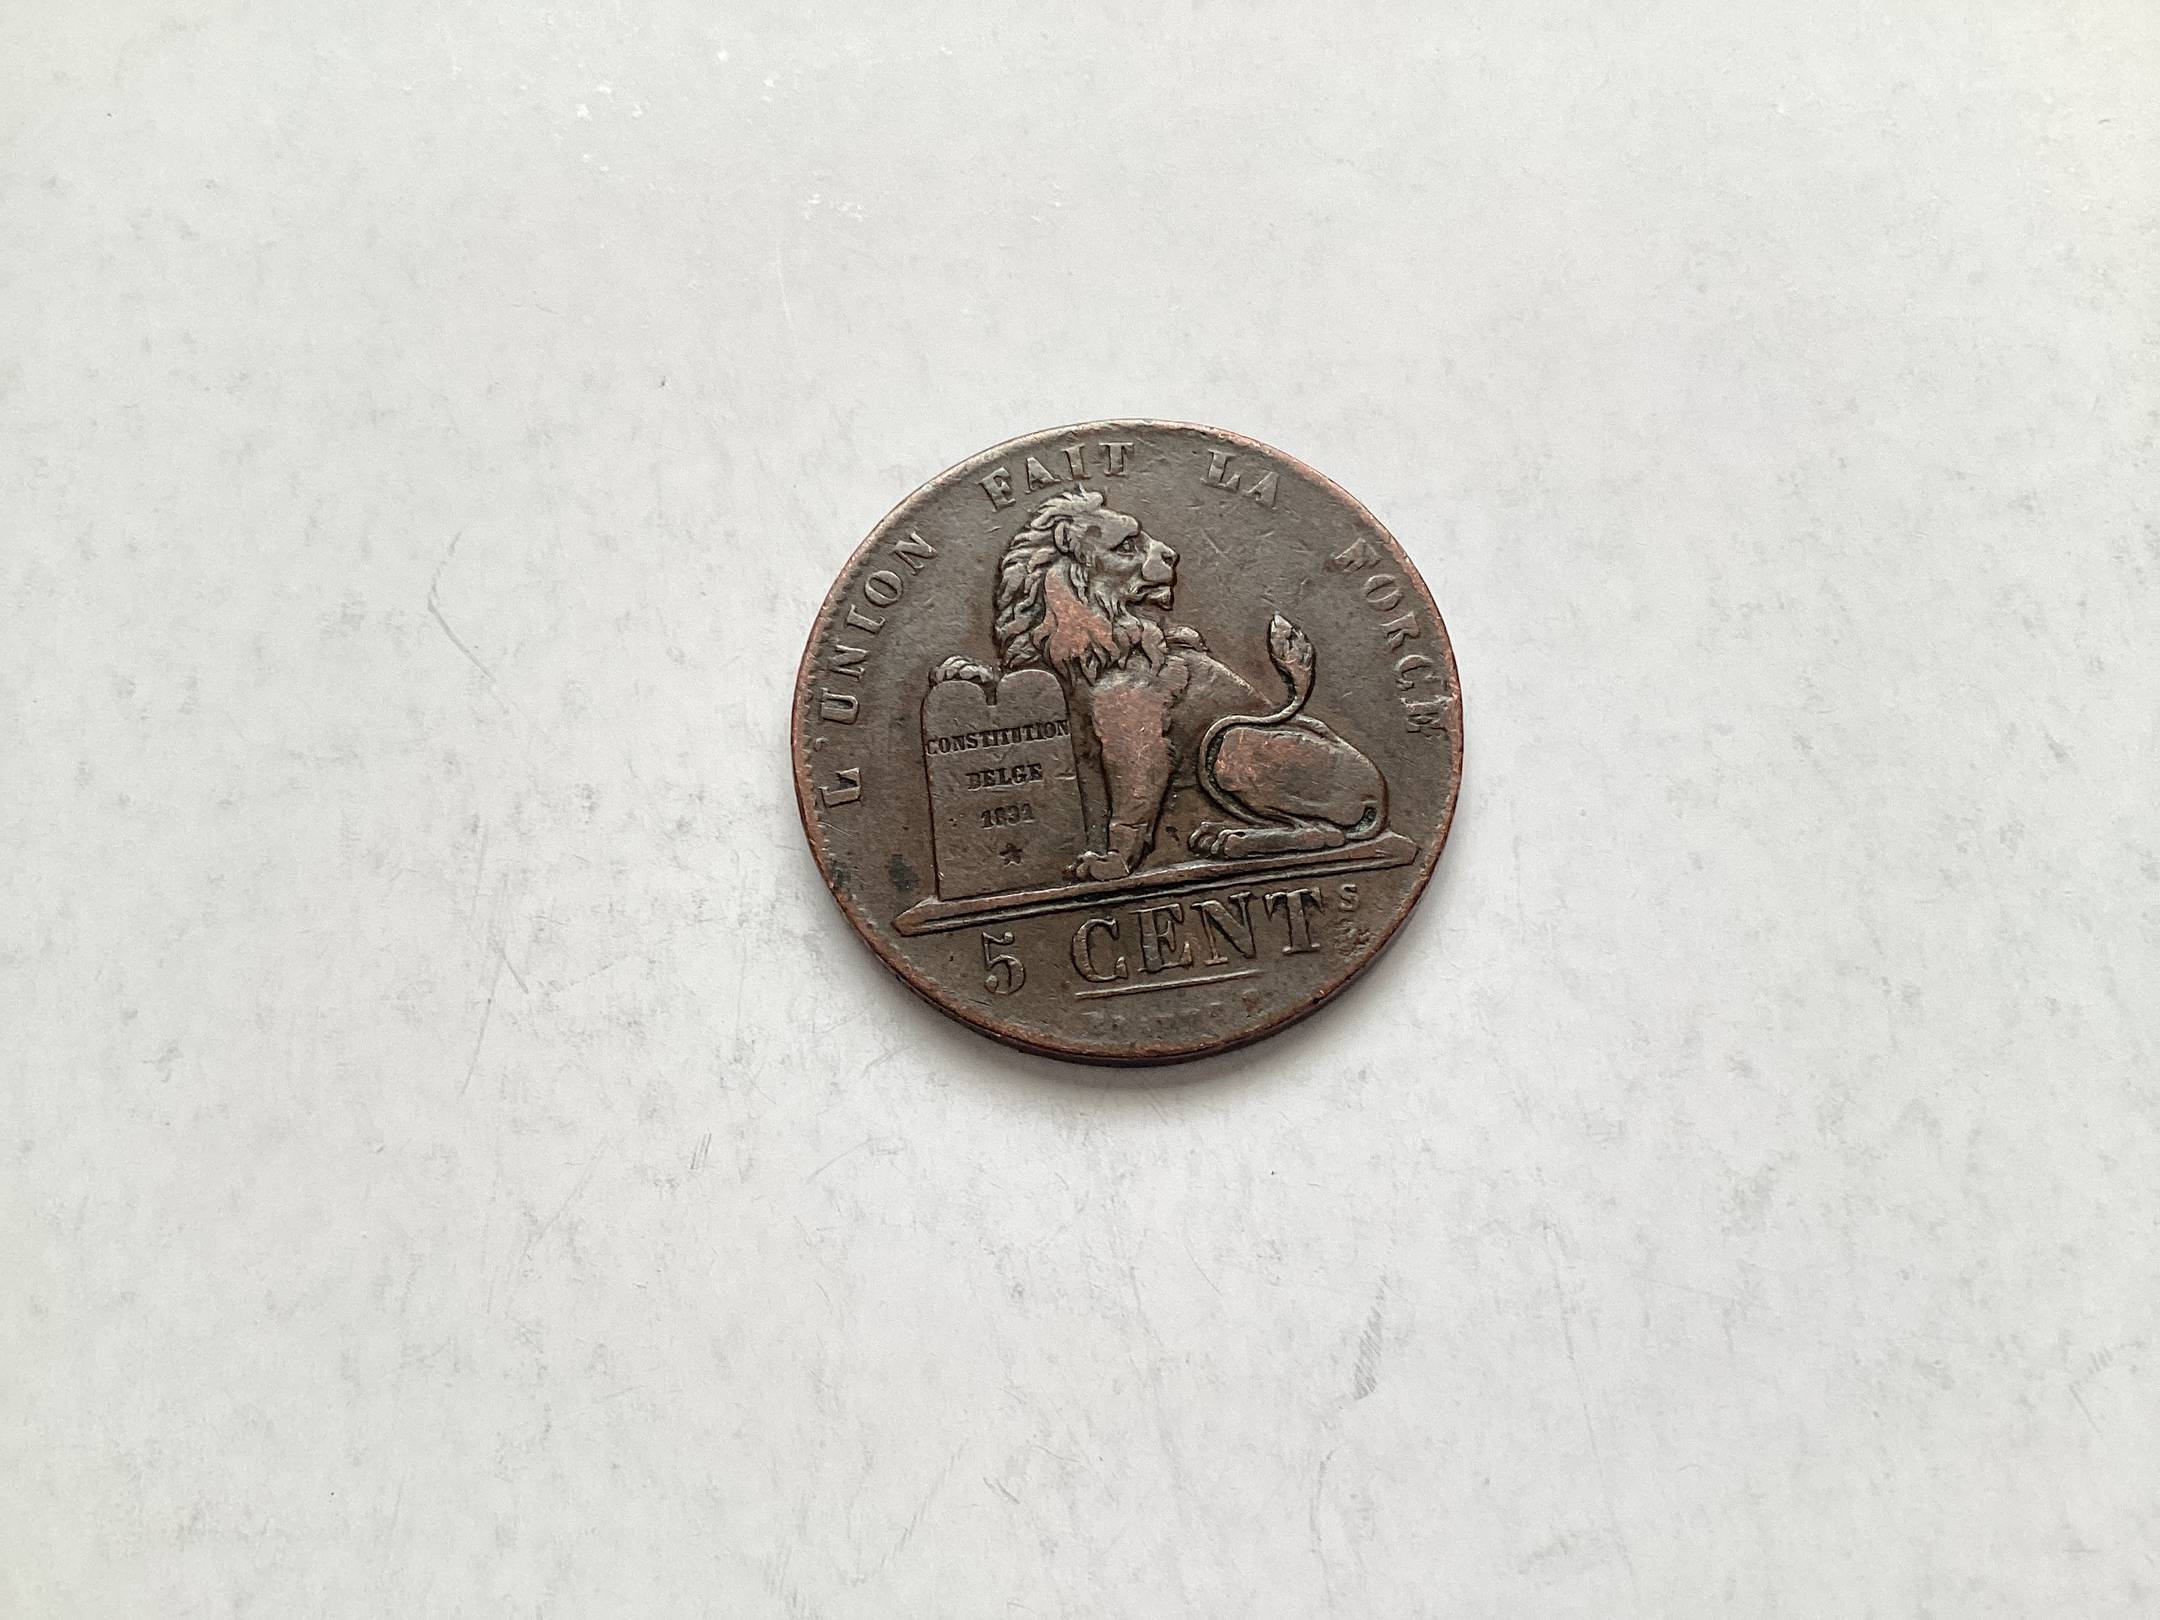 L'UNION FAIT LA FORCE
CONSTITUTION
BELGE
1831
5 CENTS